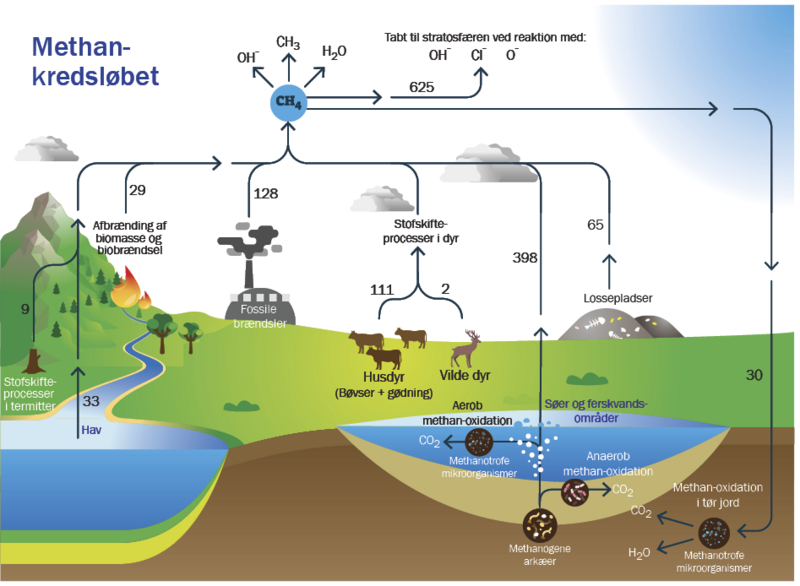 Methan-
kredsløbet
OH⁻
CH₃
H₂O
CH₄
Tabt til stratosfæren ved reaktion med:
OH⁻ Cl⁻ O⁻
625
29
Afbrænding af
biomasse og
biobrændsel
128
Fossile
brændsler
Stofskifte-
processer i dyr
111
2
Husdyr
(Bøvser + gødning)
Vilde dyr
398
65
Lossepladser
9
Stofskifte-
processer
i termitter
33
Hav
30
Aerob
methan-oxidation
Søer og ferskvands-
områder
CO₂
Methanotrofe
mikroorganismer
Anaerob
methan-oxidation
CO₂
Methanogene
arkæer
Methan-oxidation
i tør jord
CO₂
H₂O
Methanotrofe
mikroorganismer